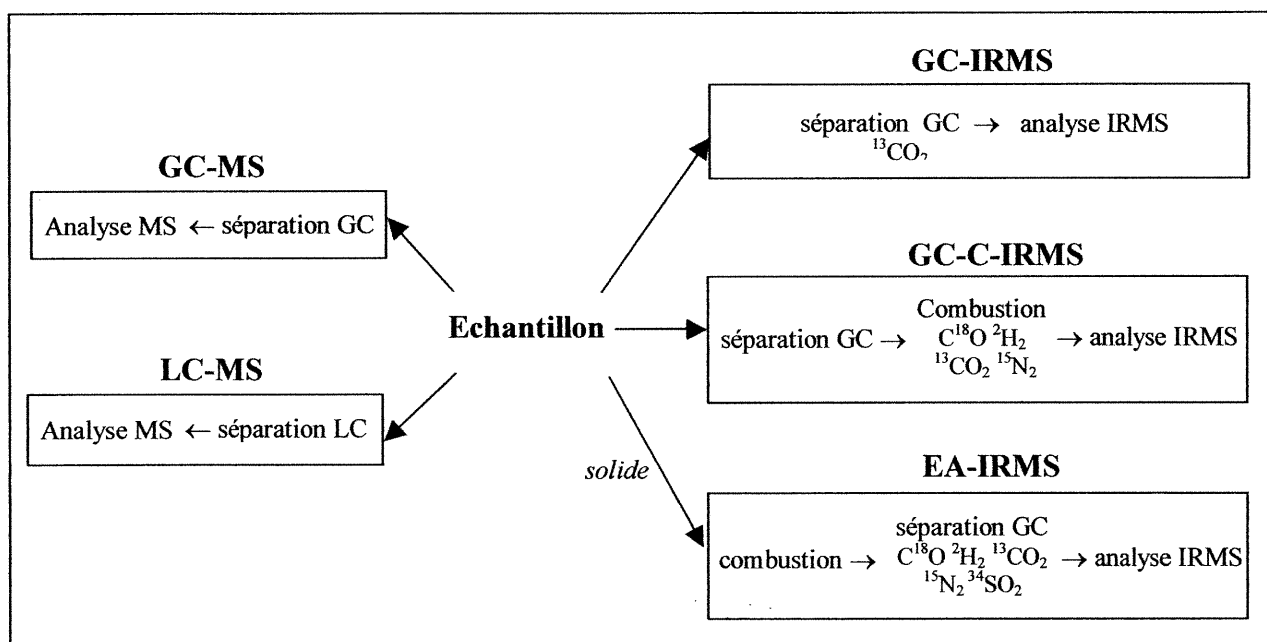 GC-MS
Analyse MS ← séparation GC
LC-MS
Analyse MS ← séparation LC
Echantillon
solide
GC-IRMS
séparation GC → analyse IRMS
¹³CO₂
GC-C-IRMS
Combustion
séparation GC → C¹⁸O ²H₂ → analyse IRMS
¹³CO₂ ¹⁵N₂
EA-IRMS
séparation GC
combustion → C¹⁸O ²H₂ ¹³CO₂ → analyse IRMS
¹⁵N₂ ³⁴SO₂